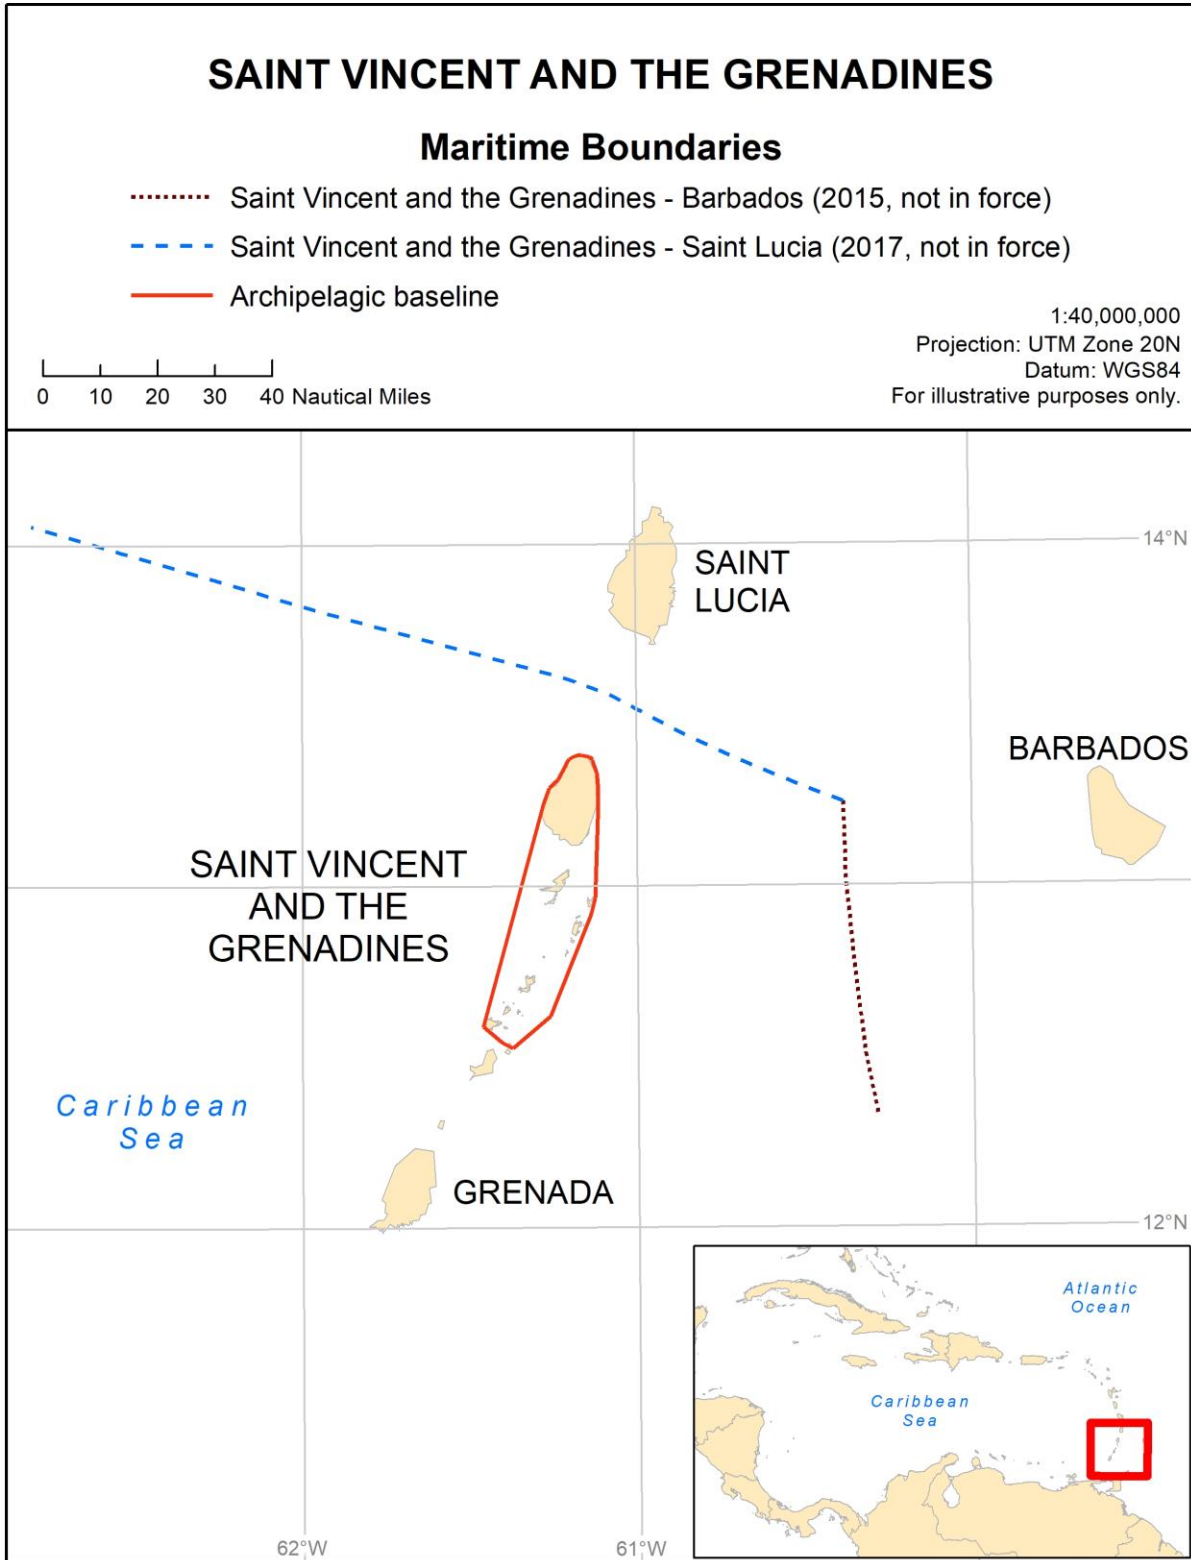 SAINT VINCENT AND THE GRENADINES
Maritime Boundaries
Saint Vincent and the Grenadines - Barbados (2015, not in force)
Saint Vincent and the Grenadines - Saint Lucia (2017, not in force)
Archipelagic baseline
1:40,000,000
Projection: UTM Zone 20N
Datum: WGS84
For illustrative purposes only.
0 10 20 30 40 Nautical Miles
14°N
SAINT
LUCIA
BARBADOS
SAINT VINCENT
AND THE
GRENADINES
Caribbean
Sea
GRENADA
12°N
Atlantic
Ocean
Caribbean
Sea
62°W
61°W